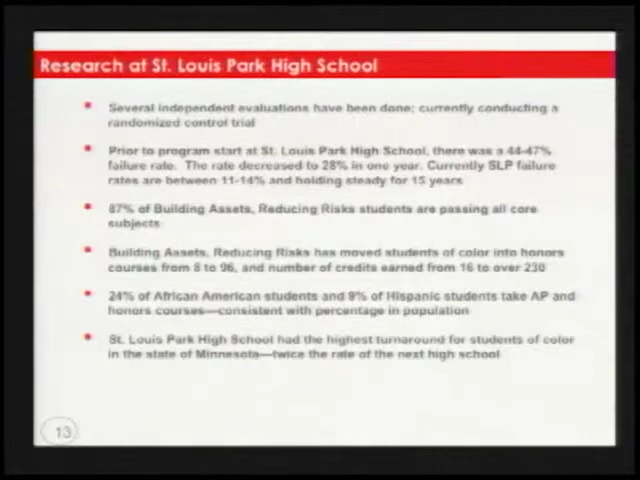 Research at St. Louis Park High School
Several independent evaluations have been done; currently conducting a
randomized control trial
Prior to program start at St. Louis Park High School, there was a 44-47%
failure rate. The rate decreased to 28% in one year. Currently SLP failure
rates are between 11-14% and holding steady for 15 years
87% of Building Assets, Reducing Risks students are passing all core
subjects
Building Assets, Reducing Risks has moved students of color into honors
courses from 8 to 96, and number of credits earned from 16 to over 230
24% of African American students and 9% of Hispanic students take AP and
honors courses—consistent with percentage in population
St. Louis Park High School had the highest turnaround for students of color
in the state of Minnesota—twice the rate of the next high school
13